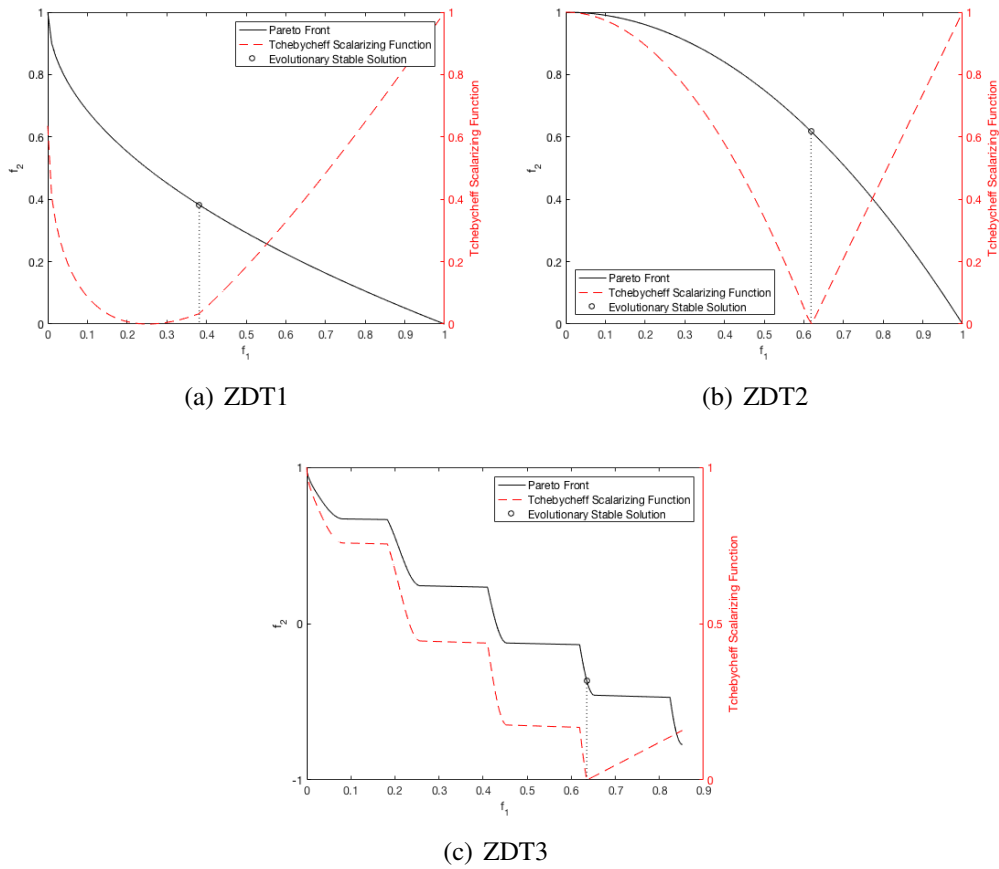 Pareto Front
Tchebycheff Scalarizing Function
Evolutionary Stable Solution
1
0.8
0.6
0.4
0.2
0
f2
0 0.1 0.2 0.3 0.4 0.5 0.6 0.7 0.8 0.9 1
f1
1
0.8
0.6
0.4
0.2
0
Tchebycheff Scalarizing Function
(a) ZDT1
Pareto Front
Tchebycheff Scalarizing Function
Evolutionary Stable Solution
1
0.8
0.6
0.4
0.2
0
f2
0 0.1 0.2 0.3 0.4 0.5 0.6 0.7 0.8 0.9 1
f1
1
0.8
0.6
0.4
0.2
0
Tchebycheff Scalarizing Function
(b) ZDT2
Pareto Front
Tchebycheff Scalarizing Function
Evolutionary Stable Solution
1
0
-1
f2
0 0.1 0.2 0.3 0.4 0.5 0.6 0.7 0.8 0.9
f1
1
0.5
0
Tchebycheff Scalarizing Function
(c) ZDT3